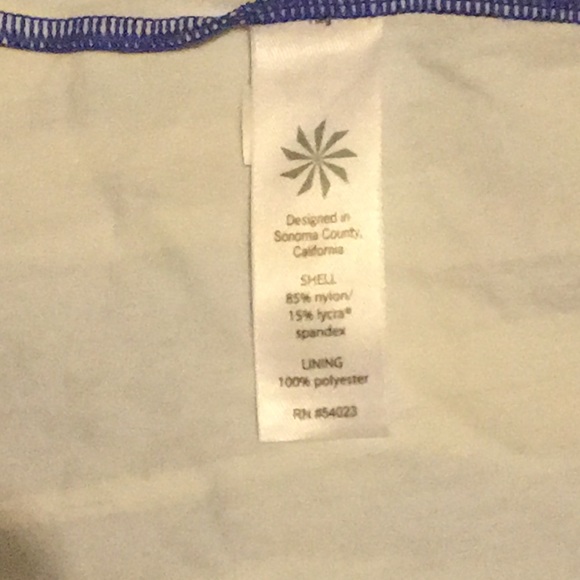 Designed in
Sonoma County,
California
SHELL
85% nylon/
15% lycra®
spandex
LINING
100% polyester
RN #54023